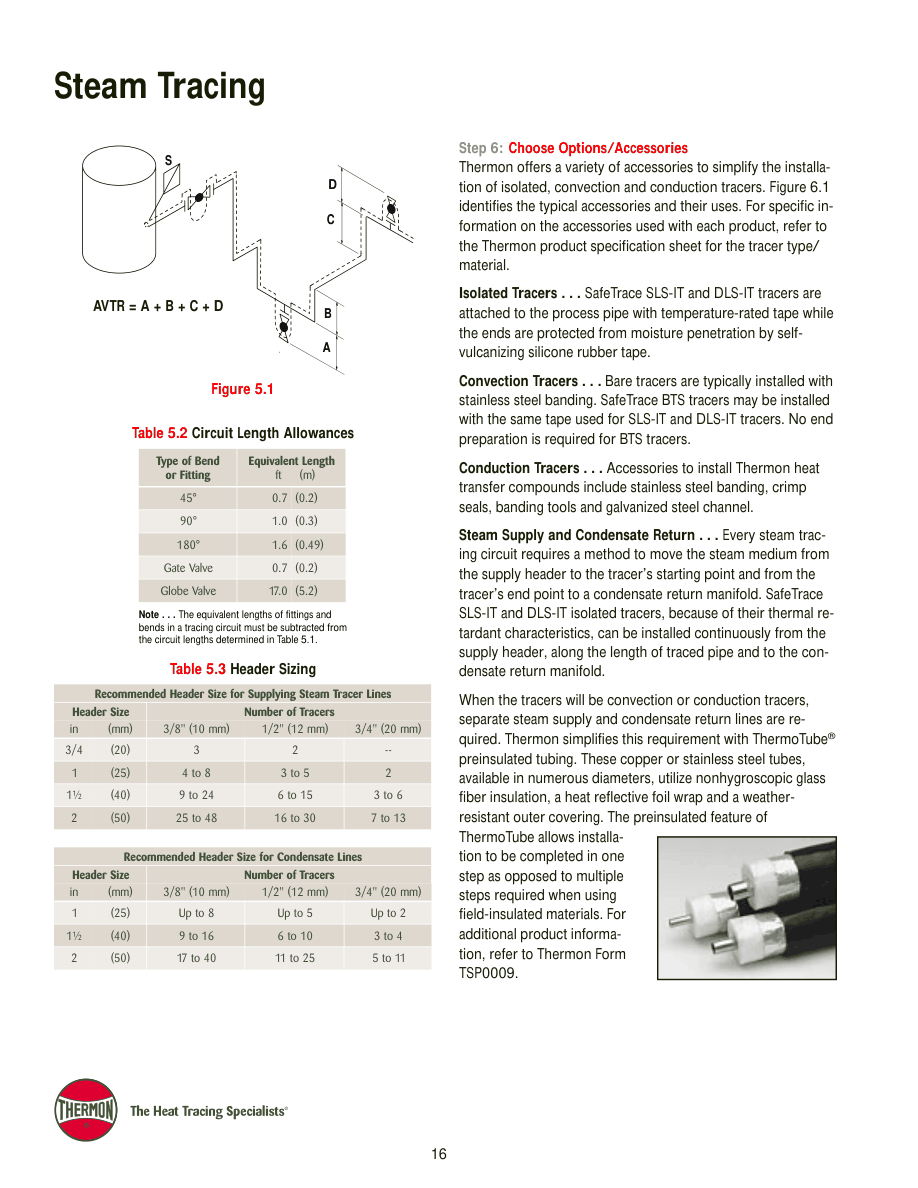 Steam Tracing
S
D
C
B
A
AVTR = A + B + C + D
Figure 5.1
Table 5.2 Circuit Length Allowances
Type of Bend or Fitting Equivalent Length ft (m)
45° 0.7 (0.2)
90° 1.0 (0.3)
180° 1.6 (0.49)
Gate Valve 0.7 (0.2)
Globe Valve 17.0 (5.2)
Note . . . The equivalent lengths of fittings and
bends in a tracing circuit must be subtracted from
the circuit lengths determined in Table 5.1.
Table 5.3 Header Sizing
Recommended Header Size for Supplying Steam Tracer Lines
Header Size Number of Tracers
in (mm) 3/8" (10 mm) 1/2" (12 mm) 3/4" (20 mm)
3/4 (20) 3 2 --
1 (25) 4 to 8 3 to 5 2
1½ (40) 9 to 24 6 to 15 3 to 6
2 (50) 25 to 48 16 to 30 7 to 13
Recommended Header Size for Condensate Lines
Header Size Number of Tracers
in (mm) 3/8" (10 mm) 1/2" (12 mm) 3/4" (20 mm)
1 (25) Up to 8 Up to 5 Up to 2
1½ (40) 9 to 16 6 to 10 3 to 4
2 (50) 17 to 40 11 to 25 5 to 11
Step 6: Choose Options/Accessories
Thermon offers a variety of accessories to simplify the installa-
tion of isolated, convection and conduction tracers. Figure 6.1
identifies the typical accessories and their uses. For specific in-
formation on the accessories used with each product, refer to
the Thermon product specification sheet for the tracer type/
material.
Isolated Tracers . . . SafeTrace SLS-IT and DLS-IT tracers are
attached to the process pipe with temperature-rated tape while
the ends are protected from moisture penetration by self-
vulcanizing silicone rubber tape.
Convection Tracers . . . Bare tracers are typically installed with
stainless steel banding. SafeTrace BTS tracers may be installed
with the same tape used for SLS-IT and DLS-IT tracers. No end
preparation is required for BTS tracers.
Conduction Tracers . . . Accessories to install Thermon heat
transfer compounds include stainless steel banding, crimp
seals, banding tools and galvanized steel channel.
Steam Supply and Condensate Return . . . Every steam trac-
ing circuit requires a method to move the steam medium from
the supply header to the tracer's starting point and from the
tracer's end point to a condensate return manifold. SafeTrace
SLS-IT and DLS-IT isolated tracers, because of their thermal re-
tardant characteristics, can be installed continuously from the
supply header, along the length of traced pipe and to the con-
densate return manifold.
When the tracers will be convection or conduction tracers,
separate steam supply and condensate return lines are re-
quired. Thermon simplifies this requirement with ThermoTube®
preinsulated tubing. These copper or stainless steel tubes,
available in numerous diameters, utilize nonhygroscopic glass
fiber insulation, a heat reflective foil wrap and a weather-
resistant outer covering. The preinsulated feature of
ThermoTube allows installa-
tion to be completed in one
step as opposed to multiple
steps required when using
field-insulated materials. For
additional product informa-
tion, refer to Thermon Form
TSP0009.
THERMON
The Heat Tracing Specialists®
16